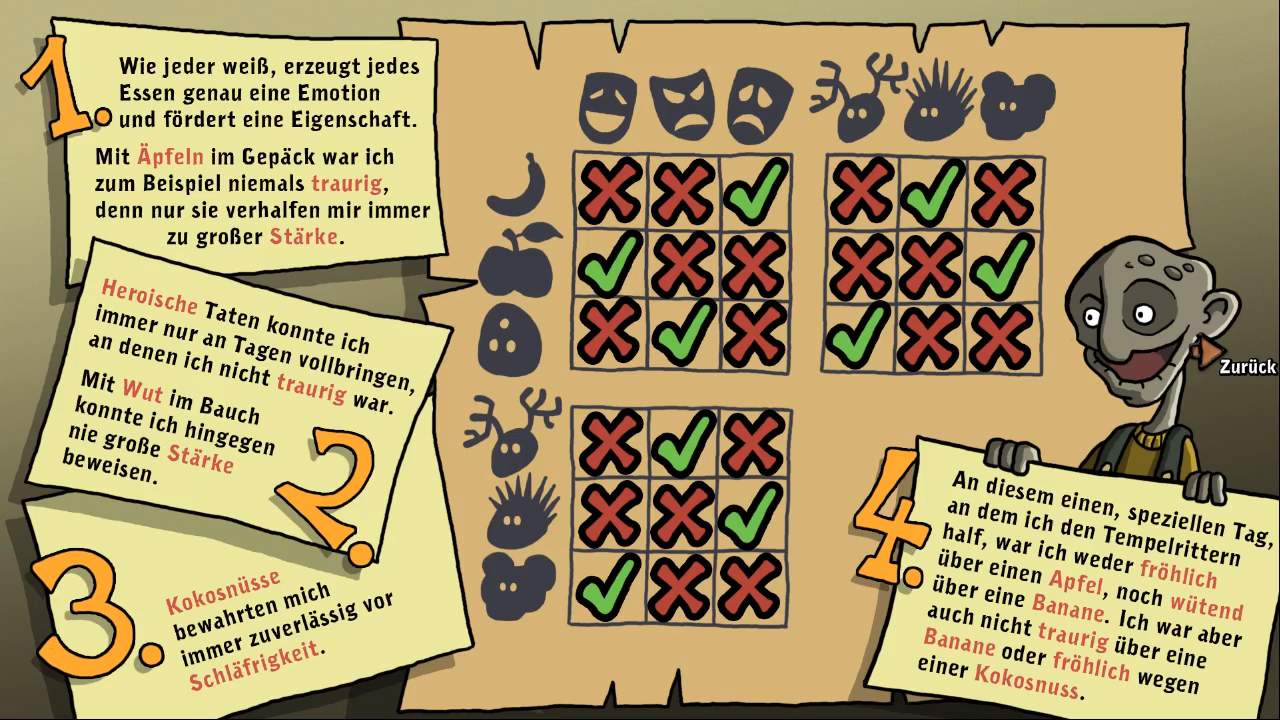 1.
Wie jeder weiß, erzeugt jedes
Essen genau eine Emotion
und fördert eine Eigenschaft.
Mit Äpfeln im Gepäck war ich
zum Beispiel niemals traurig,
denn nur sie verhalfen mir immer
zu großer Stärke.
Heroische Taten konnte ich
immer nur an Tagen vollbringen,
an denen ich nicht traurig war.
Mit Wut im Bauch
konnte ich hingegen
nie große Stärke
beweisen.
2.
3.
Kokosnüsse
bewahrten mich
immer zuverlässig vor
Schläfrigkeit.
Zurück
4.
An diesem einen, speziellen Tag,
an dem ich den Tempelrittern
half, war ich weder fröhlich
über einen Apfel, noch wütend
über eine Banane. Ich war aber
auch nicht traurig über eine
Banane oder fröhlich wegen
einer Kokosnuss.